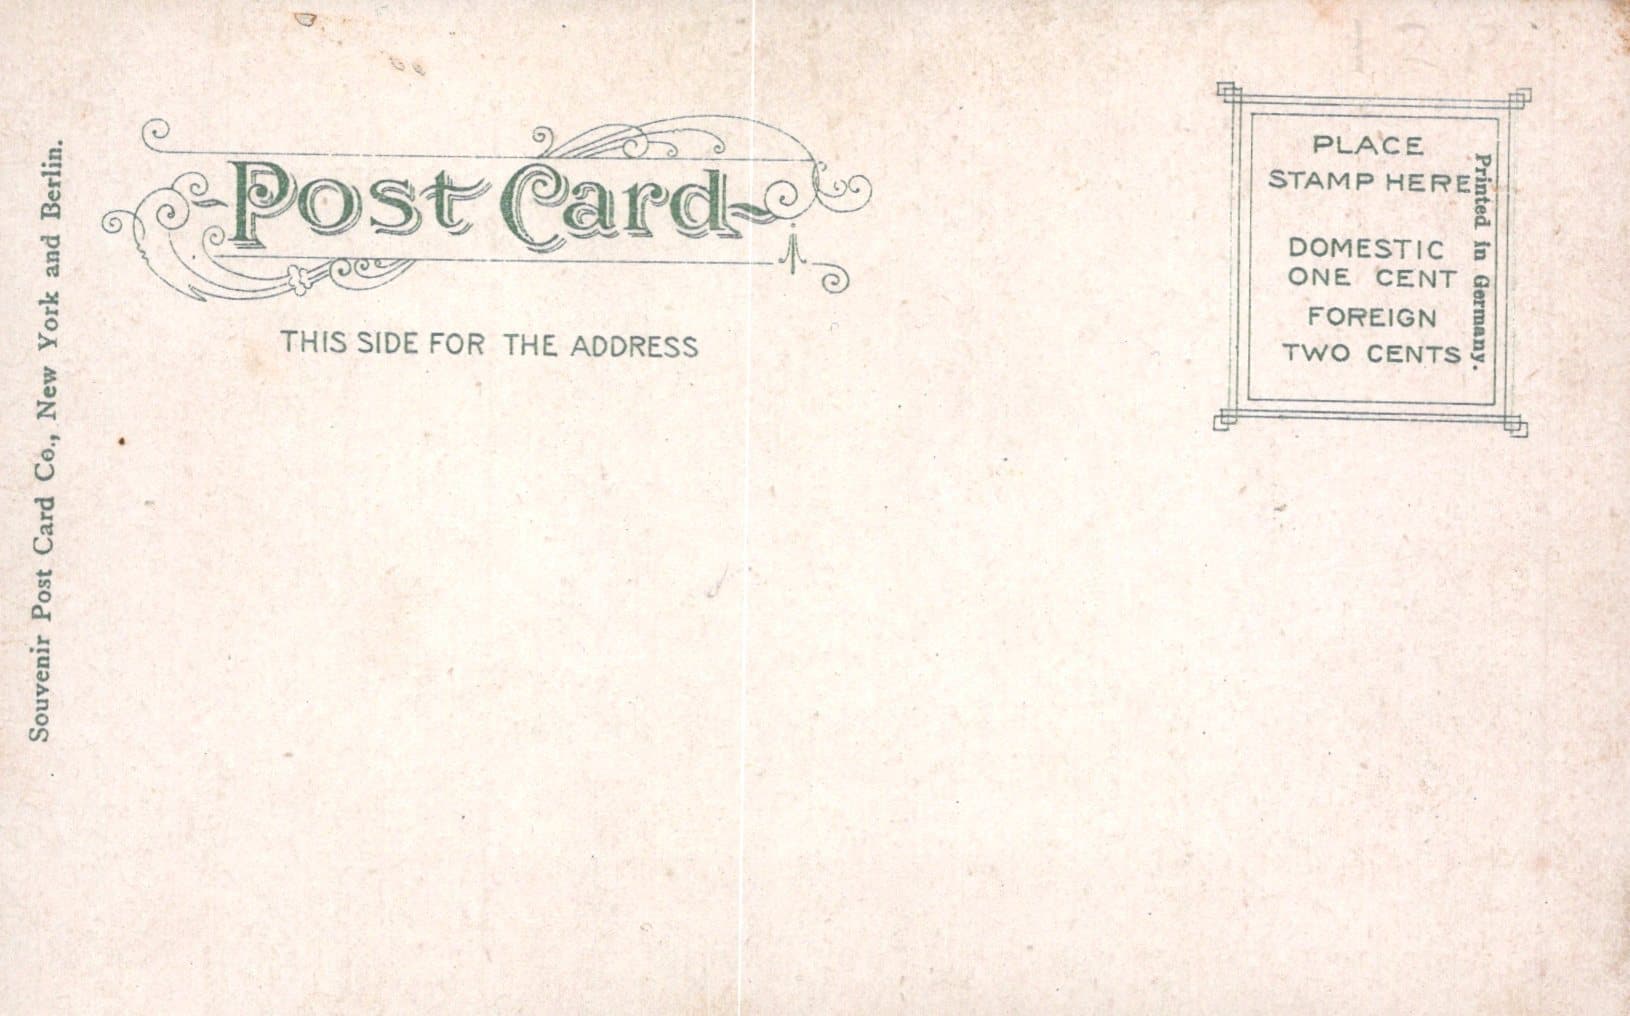 Post Card
THIS SIDE FOR THE ADDRESS
Souvenir Post Card Co., New York and Berlin.
PLACE
STAMP HERE
DOMESTIC
ONE CENT
FOREIGN
TWO CENTS
Printed in Germany.